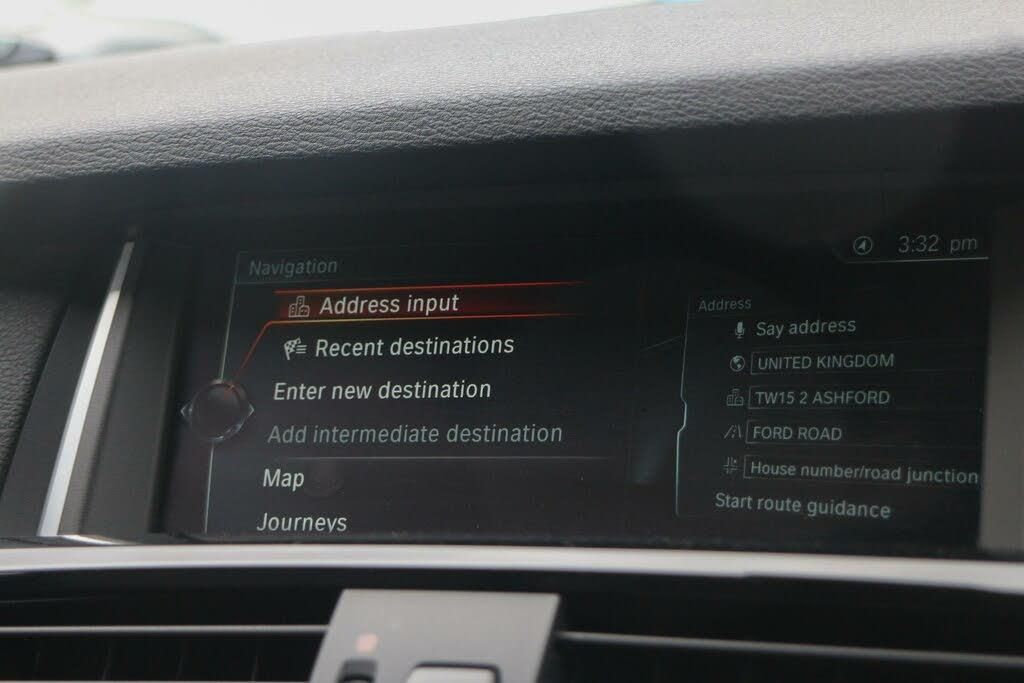 3:32 pm
Navigation
Address input
Recent destinations
Enter new destination
Add intermediate destination
Map
Journeys
Address
Say address
UNITED KINGDOM
TW15 2 ASHFORD
FORD ROAD
House number/road junction
Start route guidance